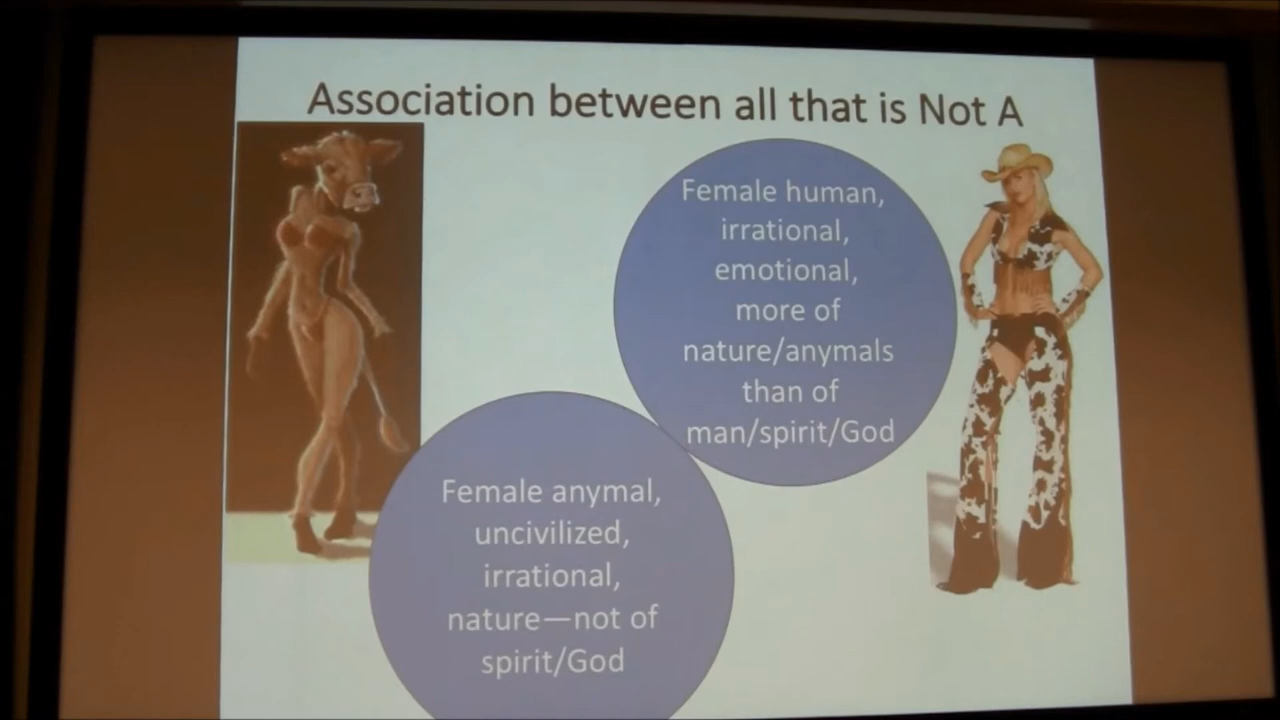 Association between all that is Not A
Female human,
irrational,
emotional,
more of
nature/anymals
than of
man/spirit/God
Female anymal,
uncivilized,
irrational,
nature—not of
spirit/God